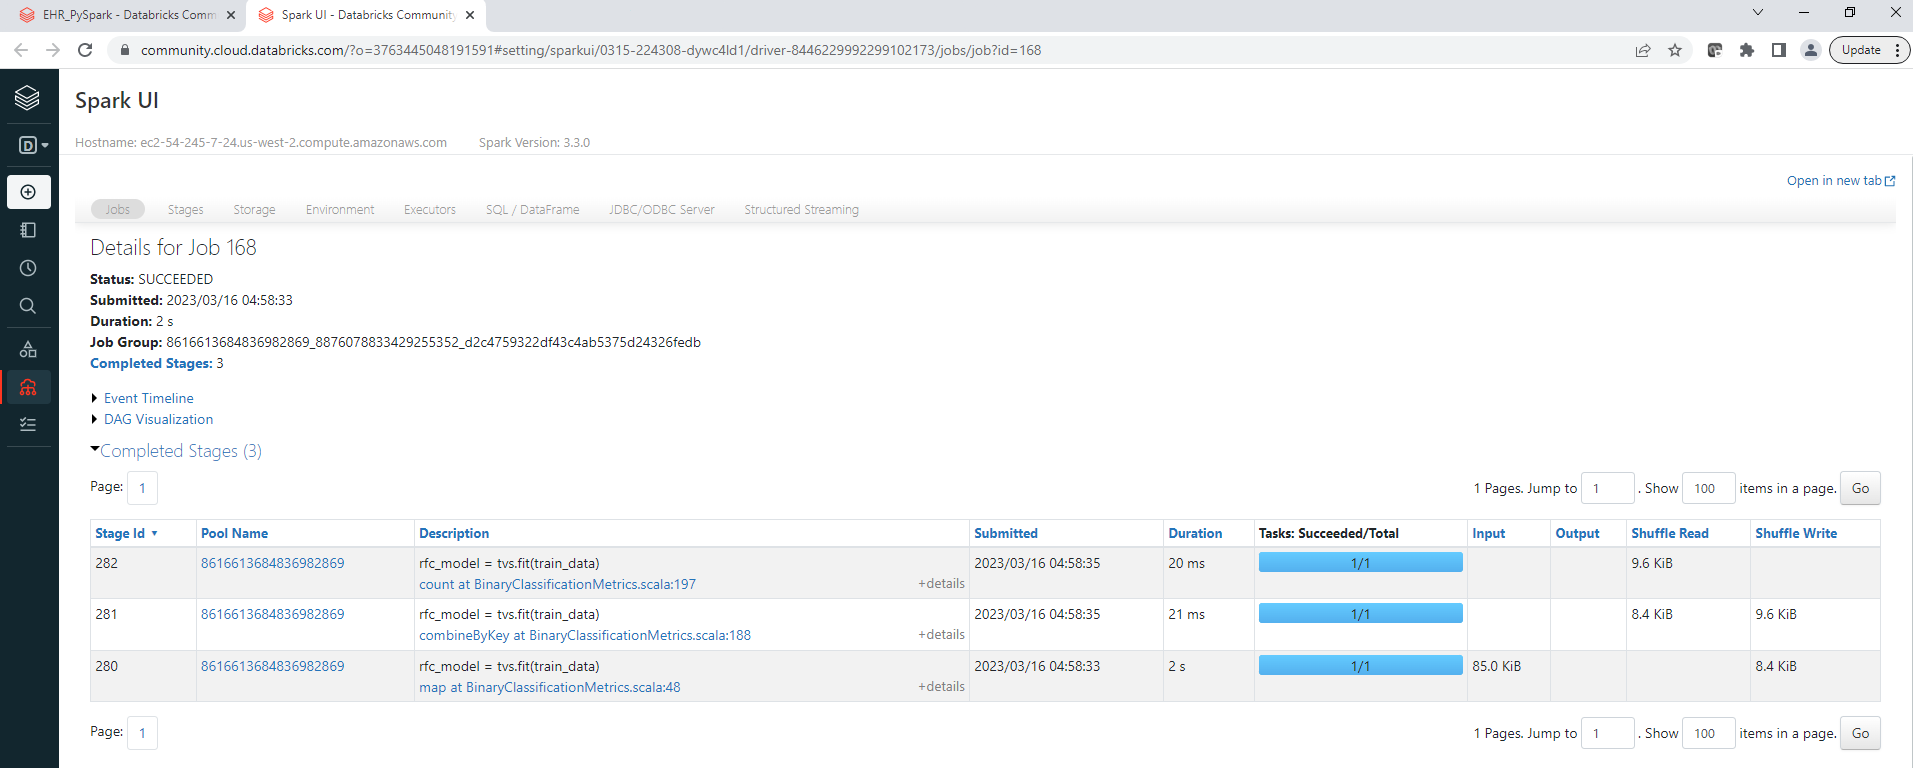 EHR_PySpark - Databricks Comm
Spark UI - Databricks Community
community.cloud.databricks.com/?o=3763445048191591#setting/sparkui/0315-224308-dywc4ld1/driver-8446229992299102173/jobs/job?id=168
Update
Spark UI
Hostname: ec2-54-245-7-24.us-west-2.compute.amazonaws.com Spark Version: 3.3.0
D
Open in new tab
Jobs Stages Storage Environment Executors SQL / DataFrame JDBC/ODBC Server Structured Streaming
Details for Job 168
Status: SUCCEEDED
Submitted: 2023/03/16 04:58:33
Duration: 2 s
Job Group: 8616613684836982869_8876078833429255352_d2c4759322df43c4ab5375d24326fedb
Completed Stages: 3
Event Timeline
DAG Visualization
Completed Stages (3)
Page: 1 1 Pages. Jump to 1 . Show 100 items in a page. Go
Stage Id Pool Name Description Submitted Duration Tasks: Succeeded/Total Input Output Shuffle Read Shuffle Write
282 8616613684836982869 rfc_model = tvs.fit(train_data) 2023/03/16 04:58:35 20 ms 1/1 9.6 KiB
count at BinaryClassificationMetrics.scala:197 +details
281 8616613684836982869 rfc_model = tvs.fit(train_data) 2023/03/16 04:58:35 21 ms 1/1 8.4 KiB 9.6 KiB
combineByKey at BinaryClassificationMetrics.scala:188 +details
280 8616613684836982869 rfc_model = tvs.fit(train_data) 2023/03/16 04:58:33 2 s 1/1 85.0 KiB 8.4 KiB
map at BinaryClassificationMetrics.scala:48 +details
Page: 1 1 Pages. Jump to 1 . Show 100 items in a page. Go